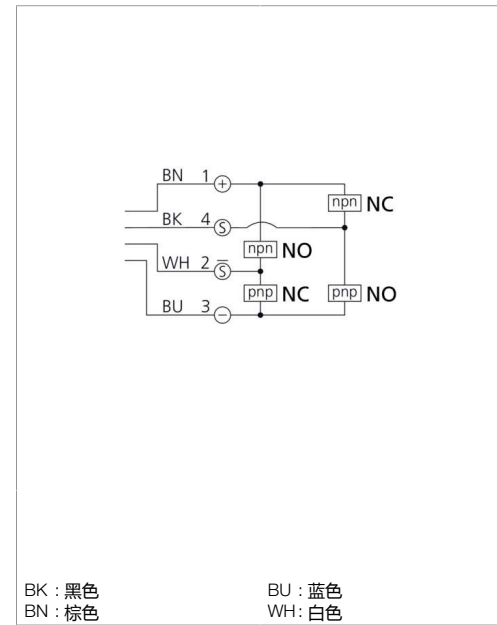 BN 1 +
npn NC
BK 4 S
npn NO
WH 2 S̅
pnp NC pnp NO
BU 3 −
BK : 黑色 BU : 蓝色
BN : 棕色 WH : 白色